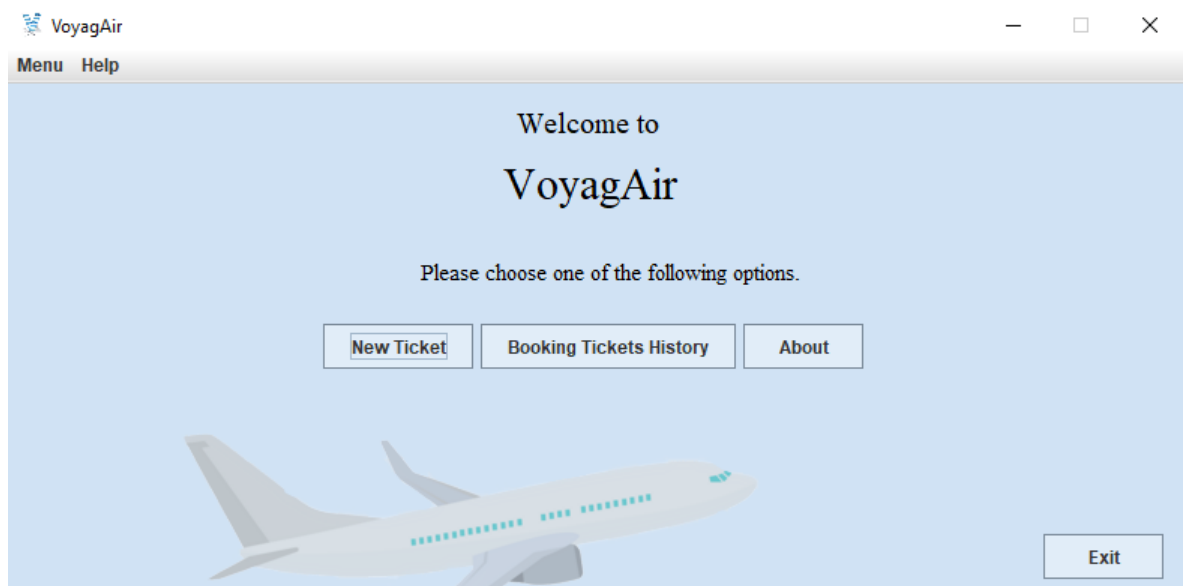 VoyagAir
Menu Help
Welcome to
VoyagAir
Please choose one of the following options.
New Ticket Booking Tickets History About
Exit